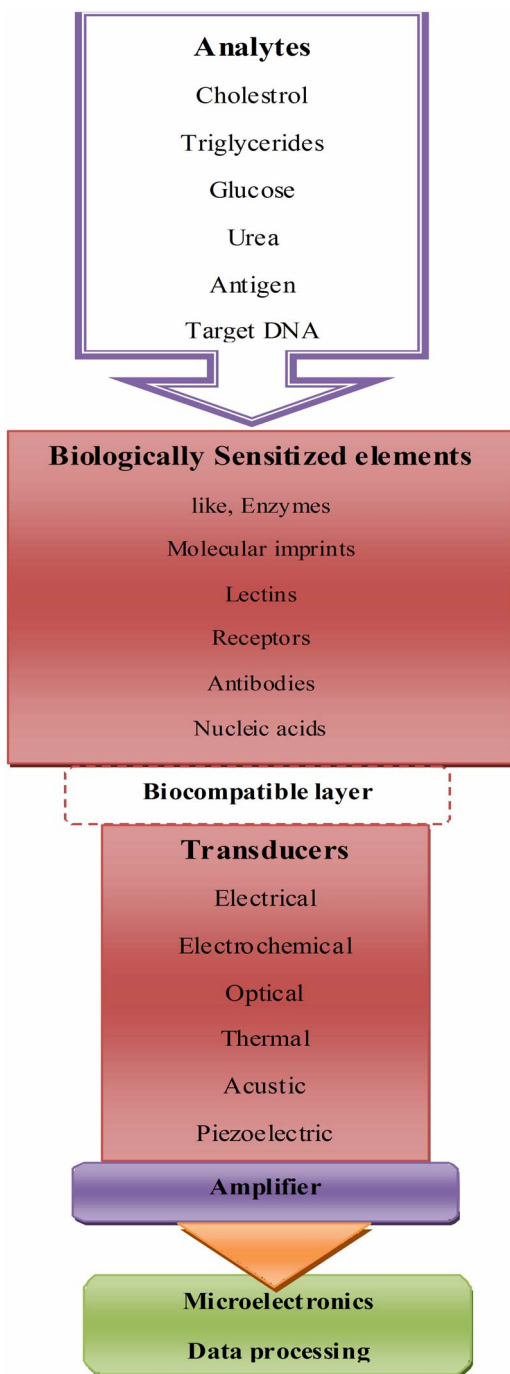 Analytes
Cholestrol
Triglycerides
Glucose
Urea
Antigen
Target DNA
Biologically Sensitized elements
like, Enzymes
Molecular imprints
Lectins
Receptors
Antibodies
Nucleic acids
Biocompatible layer
Transducers
Electrical
Electrochemical
Optical
Thermal
Acustic
Piezoelectric
Amplifier
Microelectronics
Data processing